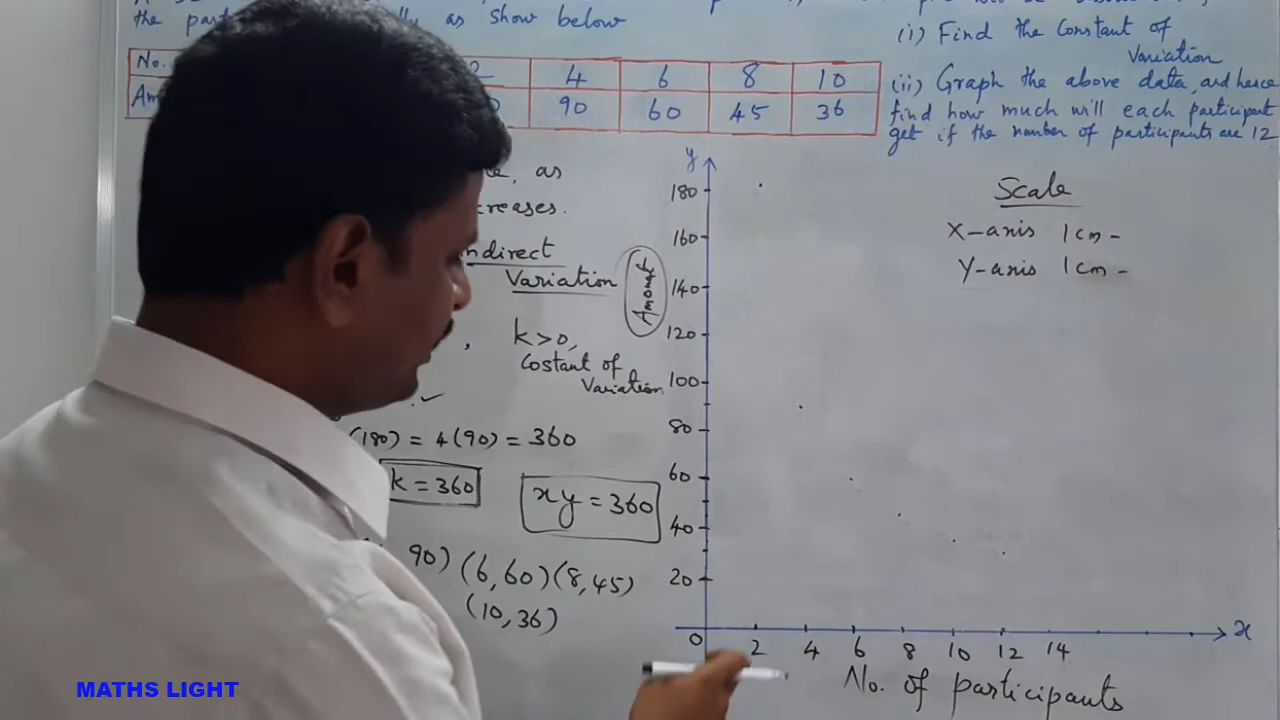 the par as show below
No. 2 4 6 8 10
Am 0 90 60 45 36
(i) Find the Constant of
Variation
(ii) Graph the above data, and hence
find how much will each participant
get if the number of participants are 12
as
creases.
ndirect
Variation
, k>0,
Costant of
Variation
(180) = 4(90) = 360
k = 360
xy = 360
90) (6,60) (8,45)
(10,36)
Scale
X-axis 1cm -
Y-axis 1cm -
y
180
160
140
120
100
80
60
40
20
Amount
0 2 4 6 8 10 12 14 x
No. of participants
MATHS LIGHT